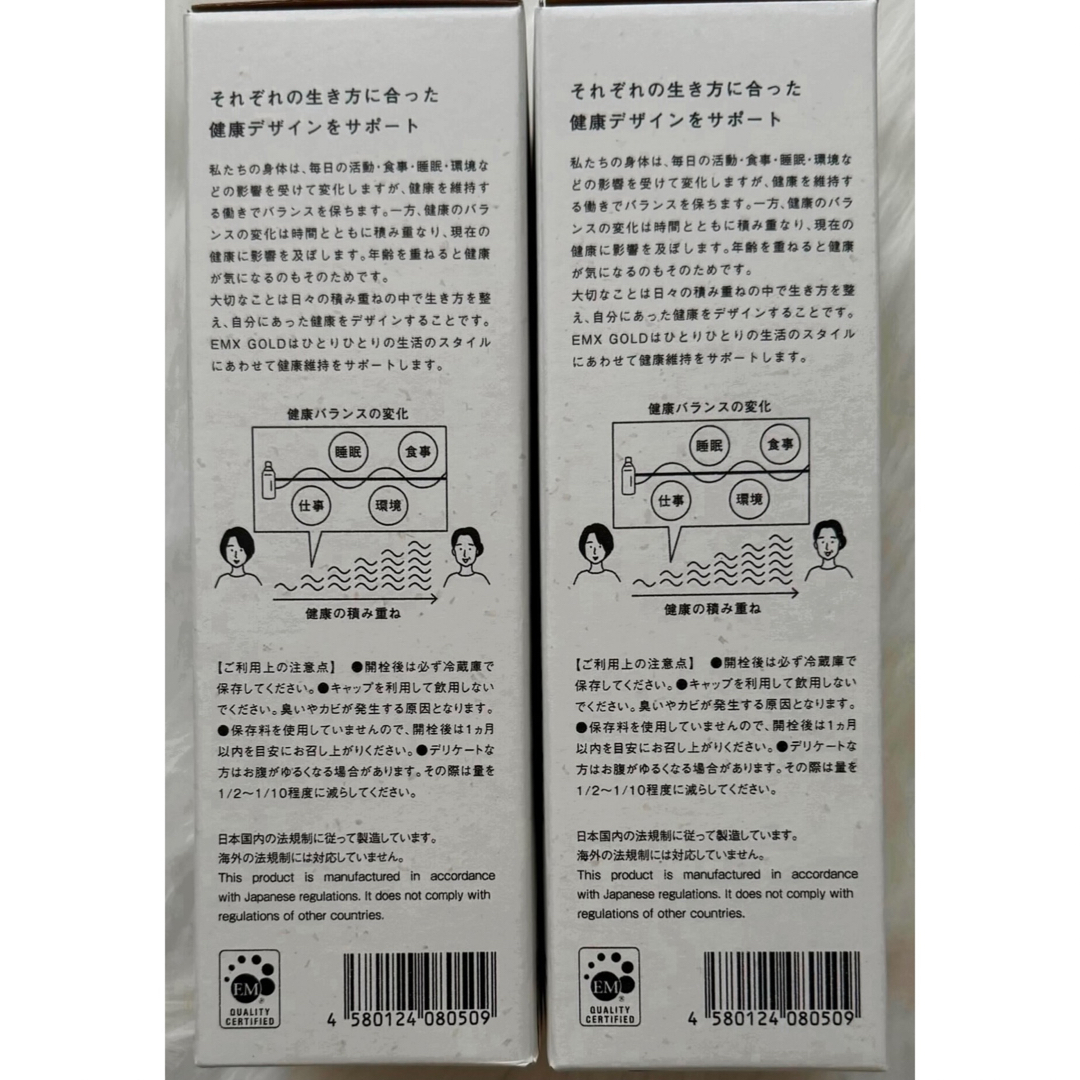 それぞれの生き方に合った
健康デザインをサポート
私たちの身体は、毎日の活動・食事・睡眠・環境な
どの影響を受けて変化しますが、健康を維持す
る働きでバランスを保ちます。一方、健康のバラ
ンスの変化は時間とともに積み重なり、現在の
健康に影響を及ぼします。年齢を重ねると健康
が気になるのもそのためです。
大切なことは日々の積み重ねの中で生き方を整
え、自分にあった健康をデザインすることです。
EMX GOLDはひとりひとりの生活のスタイル
にあわせて健康維持をサポートします。
健康バランスの変化
睡眠
食事
仕事
環境
健康の積み重ね
【ご利用上の注意点】 ●開栓後は必ず冷蔵庫で
保存してください。●キャップを利用して飲用しない
でください。臭いやカビが発生する原因となります。
●保存料を使用していませんので、開栓後は1ヵ月
以内を目安にお召し上がりください。●デリケートな
方はお腹がゆるくなる場合があります。その際は量を
1/2〜1/10程度に減らしてください。
日本国内の法規制に従って製造しています。
海外の法規制には対応していません。
This product is manufactured in accordance
with Japanese regulations. It does not comply with
regulations of other countries.
EM®
QUALITY
CERTIFIED
4 580124 080509
それぞれの生き方に合った
健康デザインをサポート
私たちの身体は、毎日の活動・食事・睡眠・環境な
どの影響を受けて変化しますが、健康を維持す
る働きでバランスを保ちます。一方、健康のバラ
ンスの変化は時間とともに積み重なり、現在の
健康に影響を及ぼします。年齢を重ねると健康
が気になるのもそのためです。
大切なことは日々の積み重ねの中で生き方を整
え、自分にあった健康をデザインすることです。
EMX GOLDはひとりひとりの生活のスタイル
にあわせて健康維持をサポートします。
健康バランスの変化
睡眠
食事
仕事
環境
健康の積み重ね
【ご利用上の注意点】 ●開栓後は必ず冷蔵庫で
保存してください。●キャップを利用して飲用しない
でください。臭いやカビが発生する原因となります。
●保存料を使用していませんので、開栓後は1ヵ月
以内を目安にお召し上がりください。●デリケートな
方はお腹がゆるくなる場合があります。その際は量を
1/2〜1/10程度に減らしてください。
日本国内の法規制に従って製造しています。
海外の法規制には対応していません。
This product is manufactured in accordance
with Japanese regulations. It does not comply with
regulations of other countries.
EM®
QUALITY
CERTIFIED
4 580124 080509